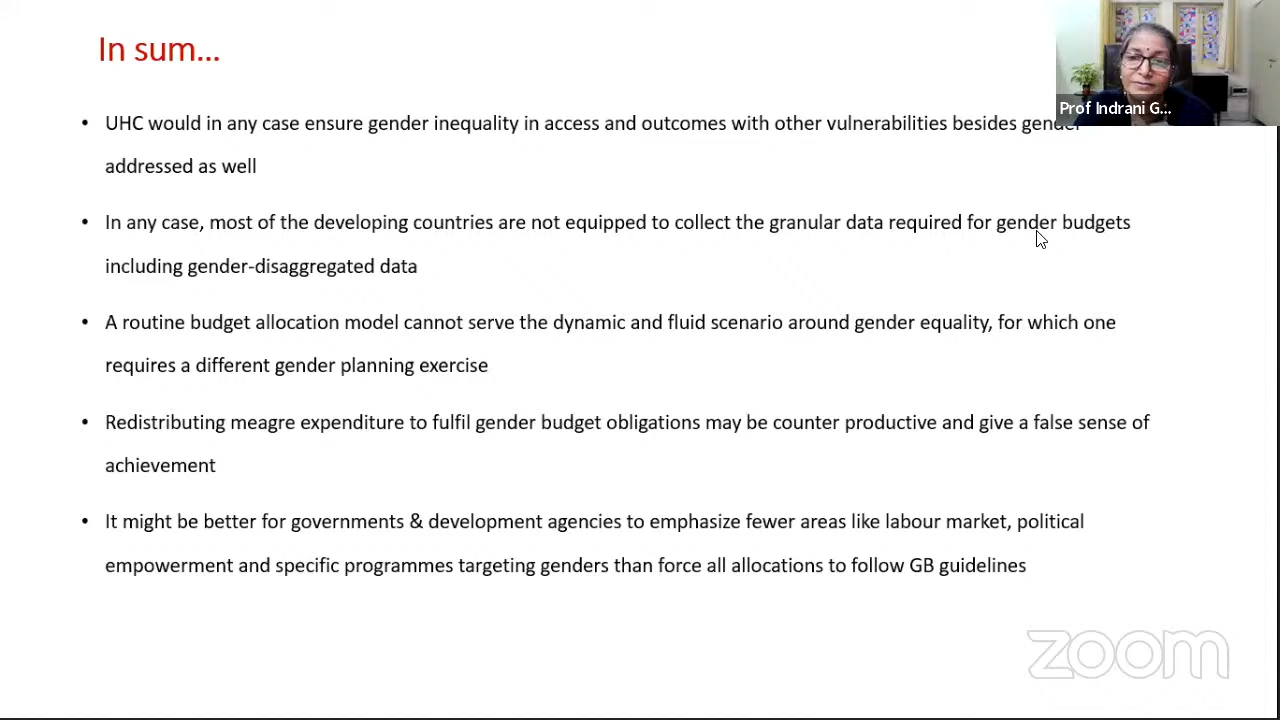 In sum...
Prof Indrani G...
• UHC would in any case ensure gender inequality in access and outcomes with other vulnerabilities besides gender
addressed as well
• In any case, most of the developing countries are not equipped to collect the granular data required for gender budgets
including gender-disaggregated data
• A routine budget allocation model cannot serve the dynamic and fluid scenario around gender equality, for which one
requires a different gender planning exercise
• Redistributing meagre expenditure to fulfil gender budget obligations may be counter productive and give a false sense of
achievement
• It might be better for governments & development agencies to emphasize fewer areas like labour market, political
empowerment and specific programmes targeting genders than force all allocations to follow GB guidelines
zoom